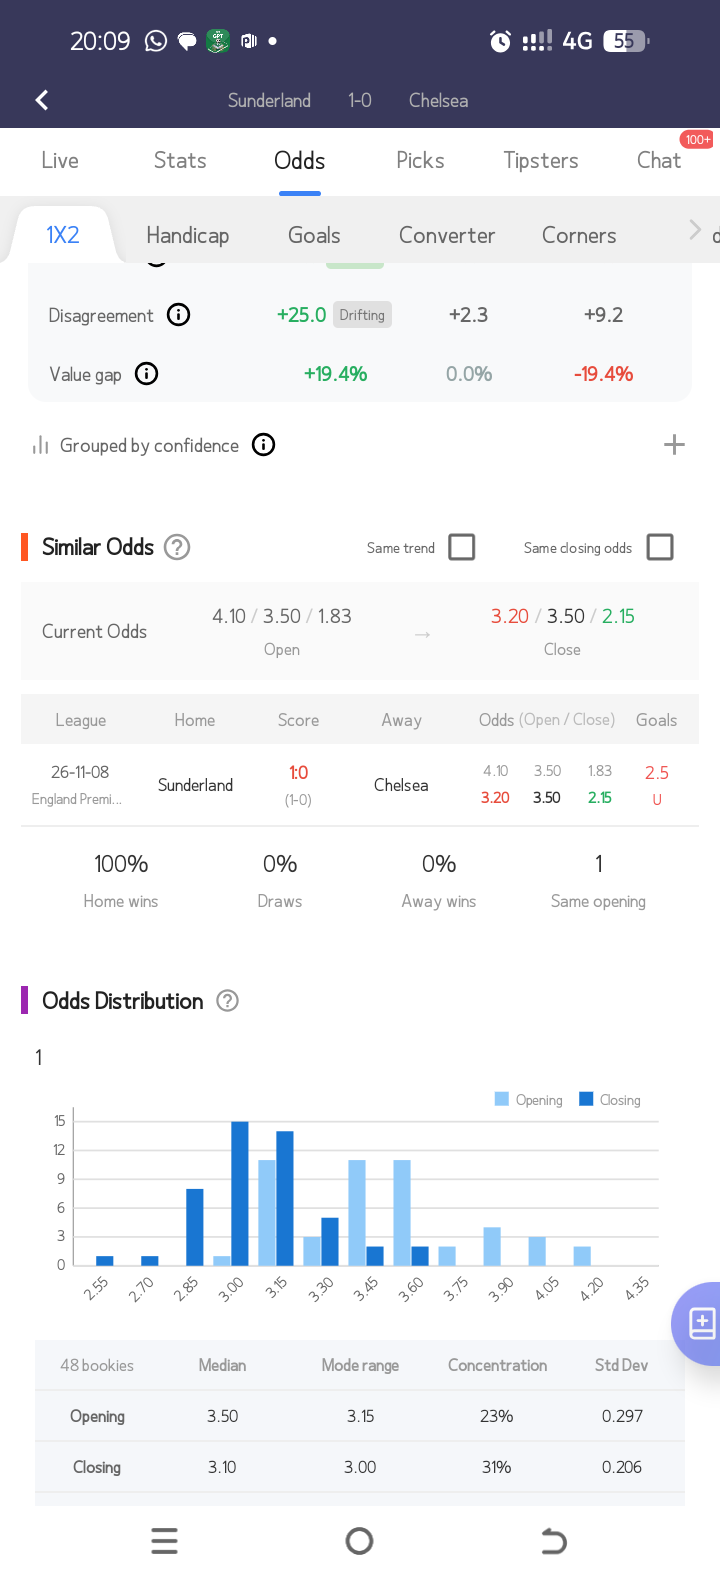 20:09 4G 55
Sunderland 1-0 Chelsea
100+
Live Stats Odds Picks Tipsters Chat
1X2 Handicap Goals Converter Corners d
Disagreement +25.0 Drifting +2.3 +9.2
Value gap +19.4% 0.0% -19.4%
Grouped by confidence
Similar Odds Same trend Same closing odds
Current Odds 4.10 / 3.50 / 1.83 → 3.20 / 3.50 / 2.15
Open Close
League Home Score Away Odds (Open / Close) Goals
26-11-08 Sunderland 1:0 Chelsea 4.10 3.50 1.83 2.5
England Premi... (1-0) 3.20 3.50 2.15 U
100% 0% 0% 1
Home wins Draws Away wins Same opening
Odds Distribution
1
Opening Closing
15
12
9
6
3
0
2.55 2.70 2.85 3.00 3.15 3.30 3.45 3.60 3.75 3.90 4.05 4.20 4.35
48 bookies Median Mode range Concentration Std Dev
Opening 3.50 3.15 23% 0.297
Closing 3.10 3.00 31% 0.206